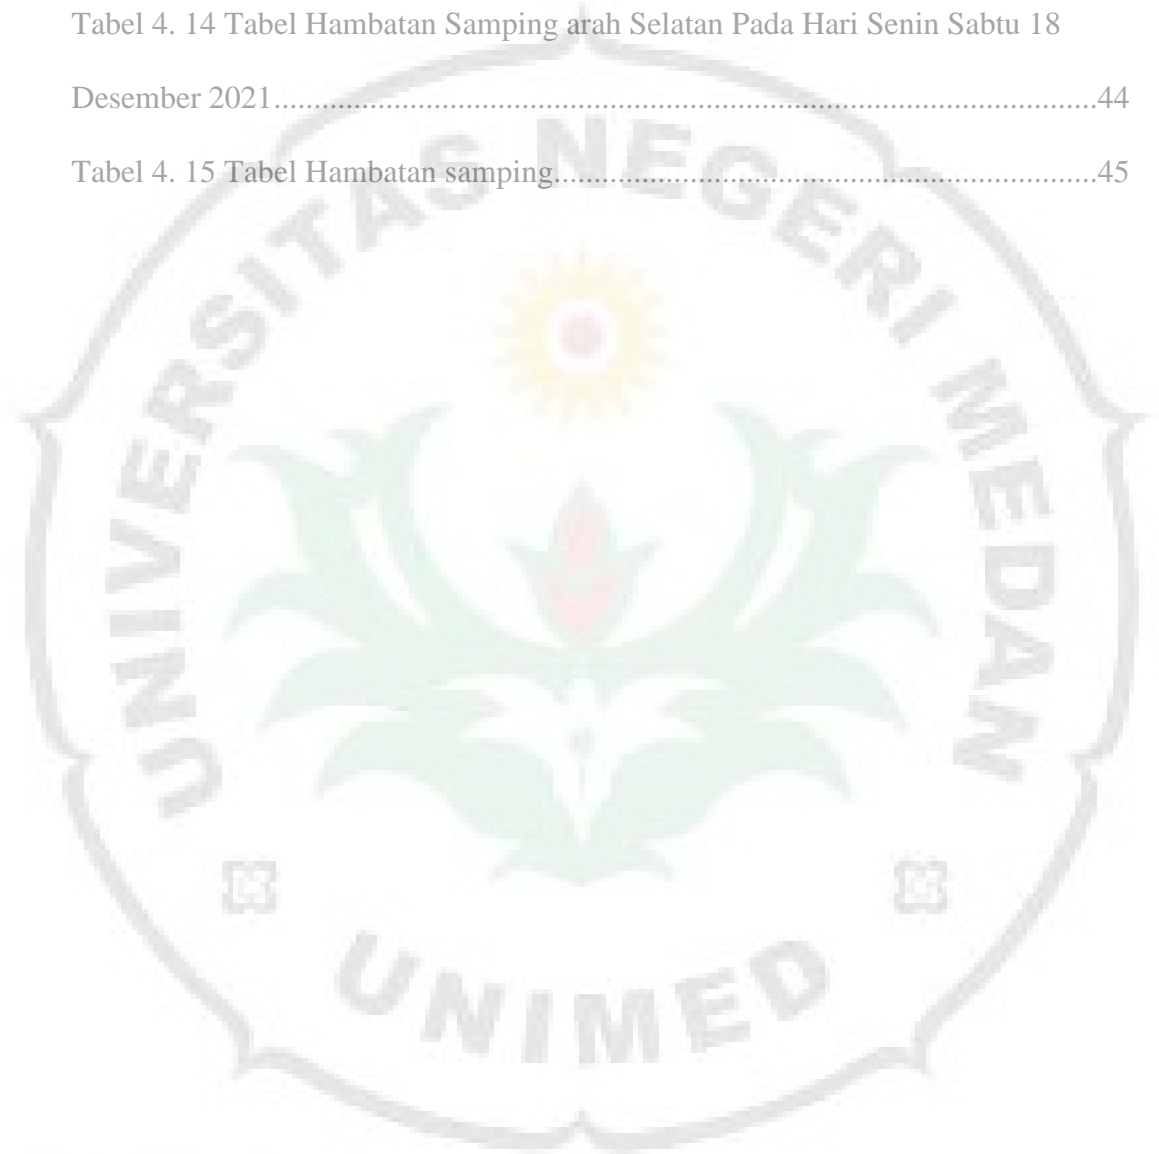 Tabel 4. 14 Tabel Hambatan Samping arah Selatan Pada Hari Senin Sabtu 18
Desember 2021.......................................................................................................44
Tabel 4. 15 Tabel Hambatan samping....................................................................45
UNIVERSITAS NEGERI MEDAN
UNIMED